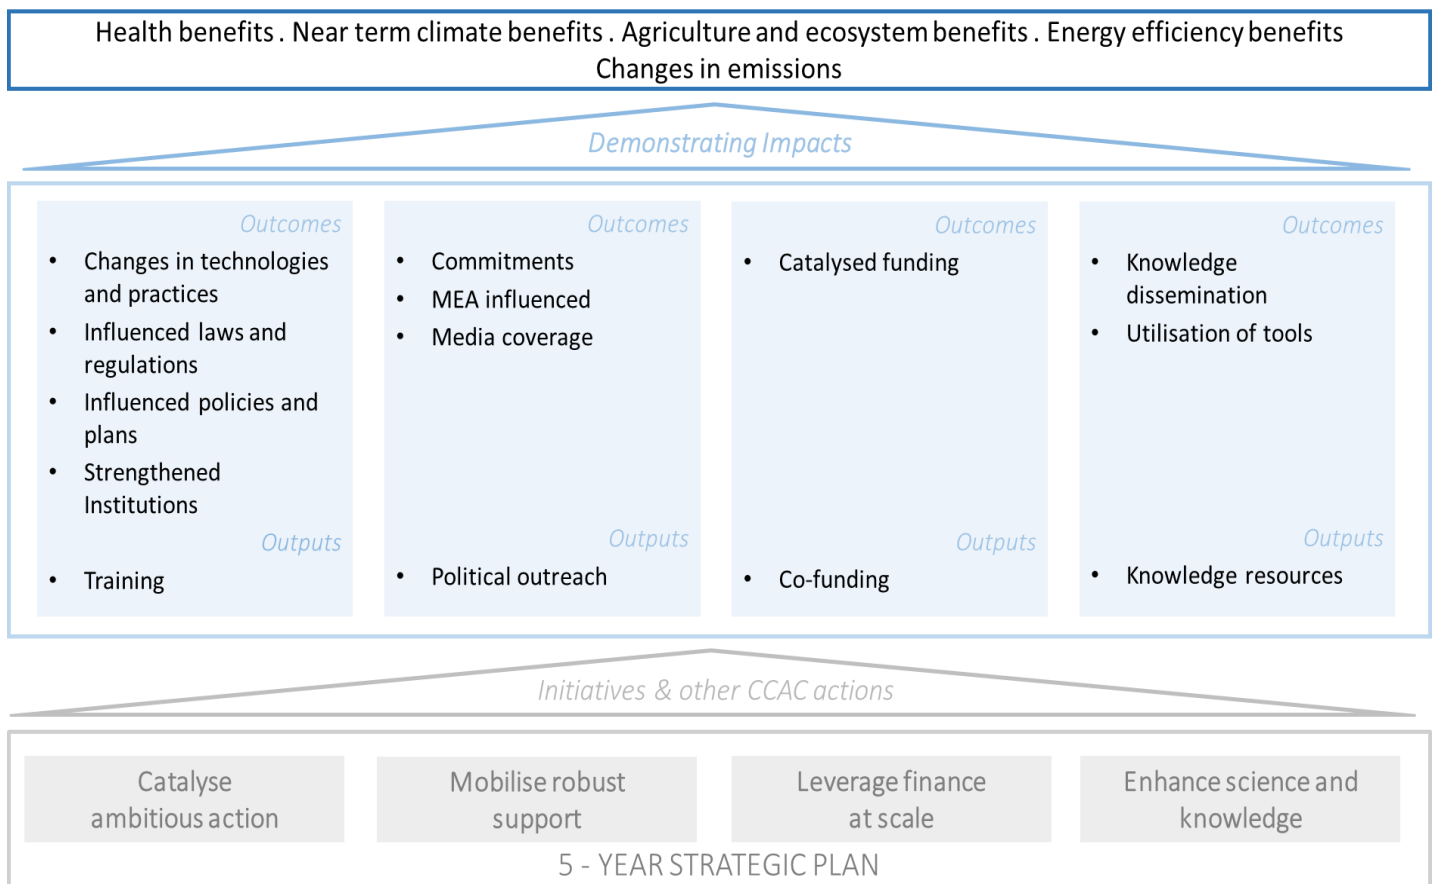 Health benefits . Near term climate benefits . Agriculture and ecosystem benefits . Energy efficiency benefits
Changes in emissions
Demonstrating Impacts
Outcomes
• Changes in technologies
and practices
• Influenced laws and
regulations
• Influenced policies and
plans
• Strengthened
Institutions
Outputs
• Training
Outcomes
• Commitments
• MEA influenced
• Media coverage
Outputs
• Political outreach
Outcomes
• Catalysed funding
Outputs
• Co-funding
Outcomes
• Knowledge
dissemination
• Utilisation of tools
Outputs
• Knowledge resources
Initiatives & other CCAC actions
Catalyse
ambitious action
Mobilise robust
support
Leverage finance
at scale
Enhance science and
knowledge
5 - YEAR STRATEGIC PLAN